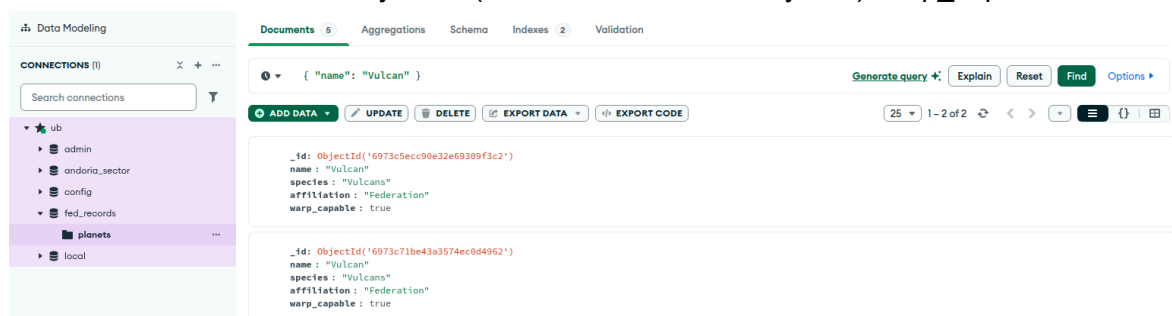 Data Modeling
Documents 5 Aggregations Schema Indexes 2 Validation
CONNECTIONS (1)
{ "name": "Vulcan" }
Generate query Explain Reset Find Options
Search connections
ADD DATA UPDATE DELETE EXPORT DATA EXPORT CODE
25 1 – 2 of 2
ub
admin
andoria_sector
config
fed_records
planets
local
_id: ObjectId('6973c5ecc90e32e69309f3c2')
name : "Vulcan"
species : "Vulcans"
affiliation : "Federation"
warp_capable : true
_id: ObjectId('6973c71be43a3574ec0d4962')
name : "Vulcan"
species : "Vulcans"
affiliation : "Federation"
warp_capable : true